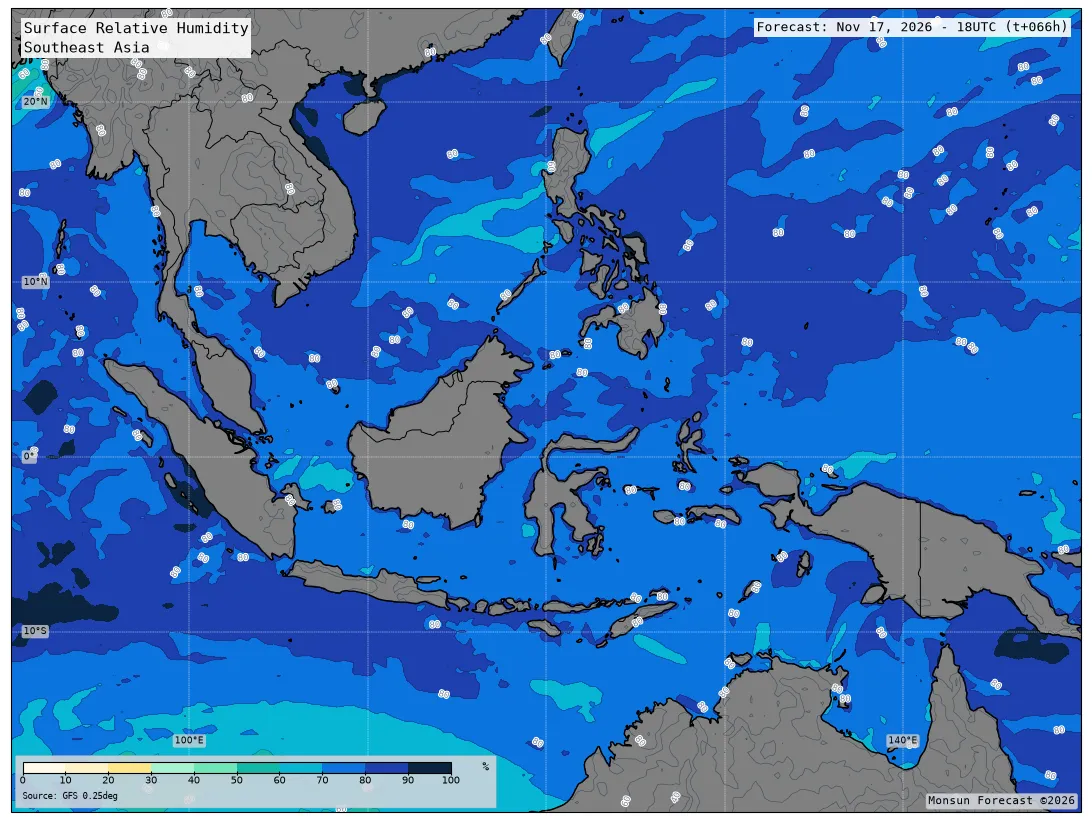 Surface Relative Humidity
Southeast Asia
Forecast: Nov 17, 2026 - 18UTC (t+066h)
20°N
10°N
0°
10°S
100°E
140°E
0 10 20 30 40 50 60 70 80 90 100
%
Source: GFS 0.25deg
Monsun Forecast ©2026